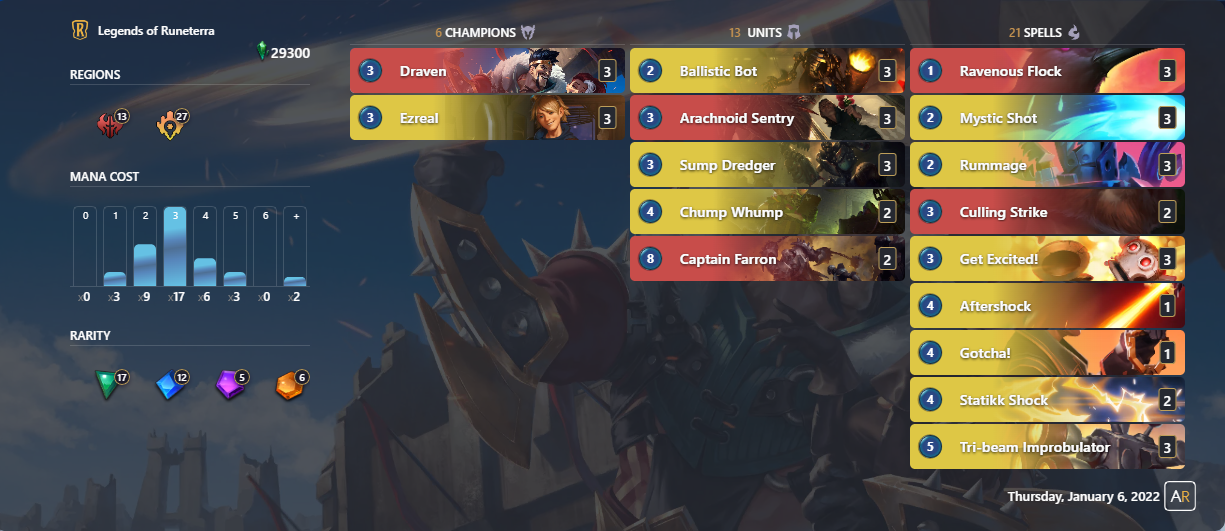 R Legends of Runeterra
29300
REGIONS
13 27
MANA COST
0 1 2 3 4 5 6 +
x0 x3 x9 x17 x6 x3 x0 x2
RARITY
17 12 5 6
6 CHAMPIONS
3 Draven 3
3 Ezreal 3
13 UNITS
2 Ballistic Bot 3
3 Arachnoid Sentry 3
3 Sump Dredger 3
4 Chump Whump 2
8 Captain Farron 2
21 SPELLS
1 Ravenous Flock 3
2 Mystic Shot 3
2 Rummage 3
3 Culling Strike 2
3 Get Excited! 3
4 Aftershock 1
4 Gotcha! 1
4 Statikk Shock 2
5 Tri-beam Improbulator 3
Thursday, January 6, 2022 AR